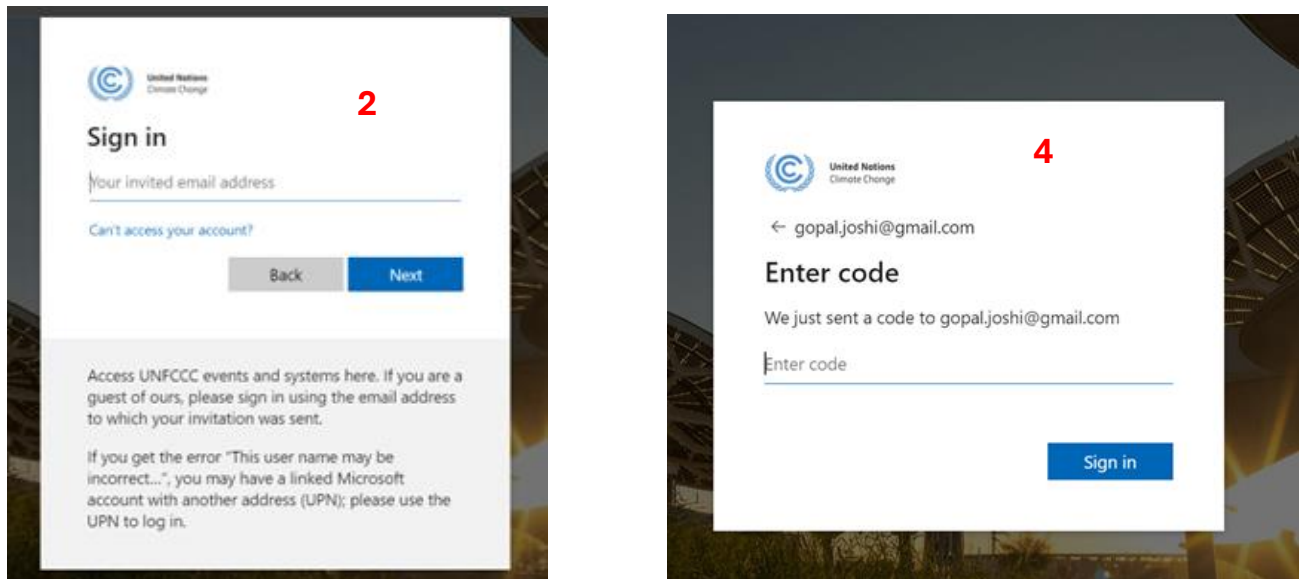 United Nations
Climate Change
2
Sign in
Your invited email address
Can't access your account?
Back
Next
Access UNFCCC events and systems here. If you are a
guest of ours, please sign in using the email address
to which your invitation was sent.
If you get the error "This user name may be
incorrect...", you may have a linked Microsoft
account with another address (UPN); please use the
UPN to log in.
4
United Nations
Climate Change
← gopal.joshi@gmail.com
Enter code
We just sent a code to gopal.joshi@gmail.com
Enter code
Sign in